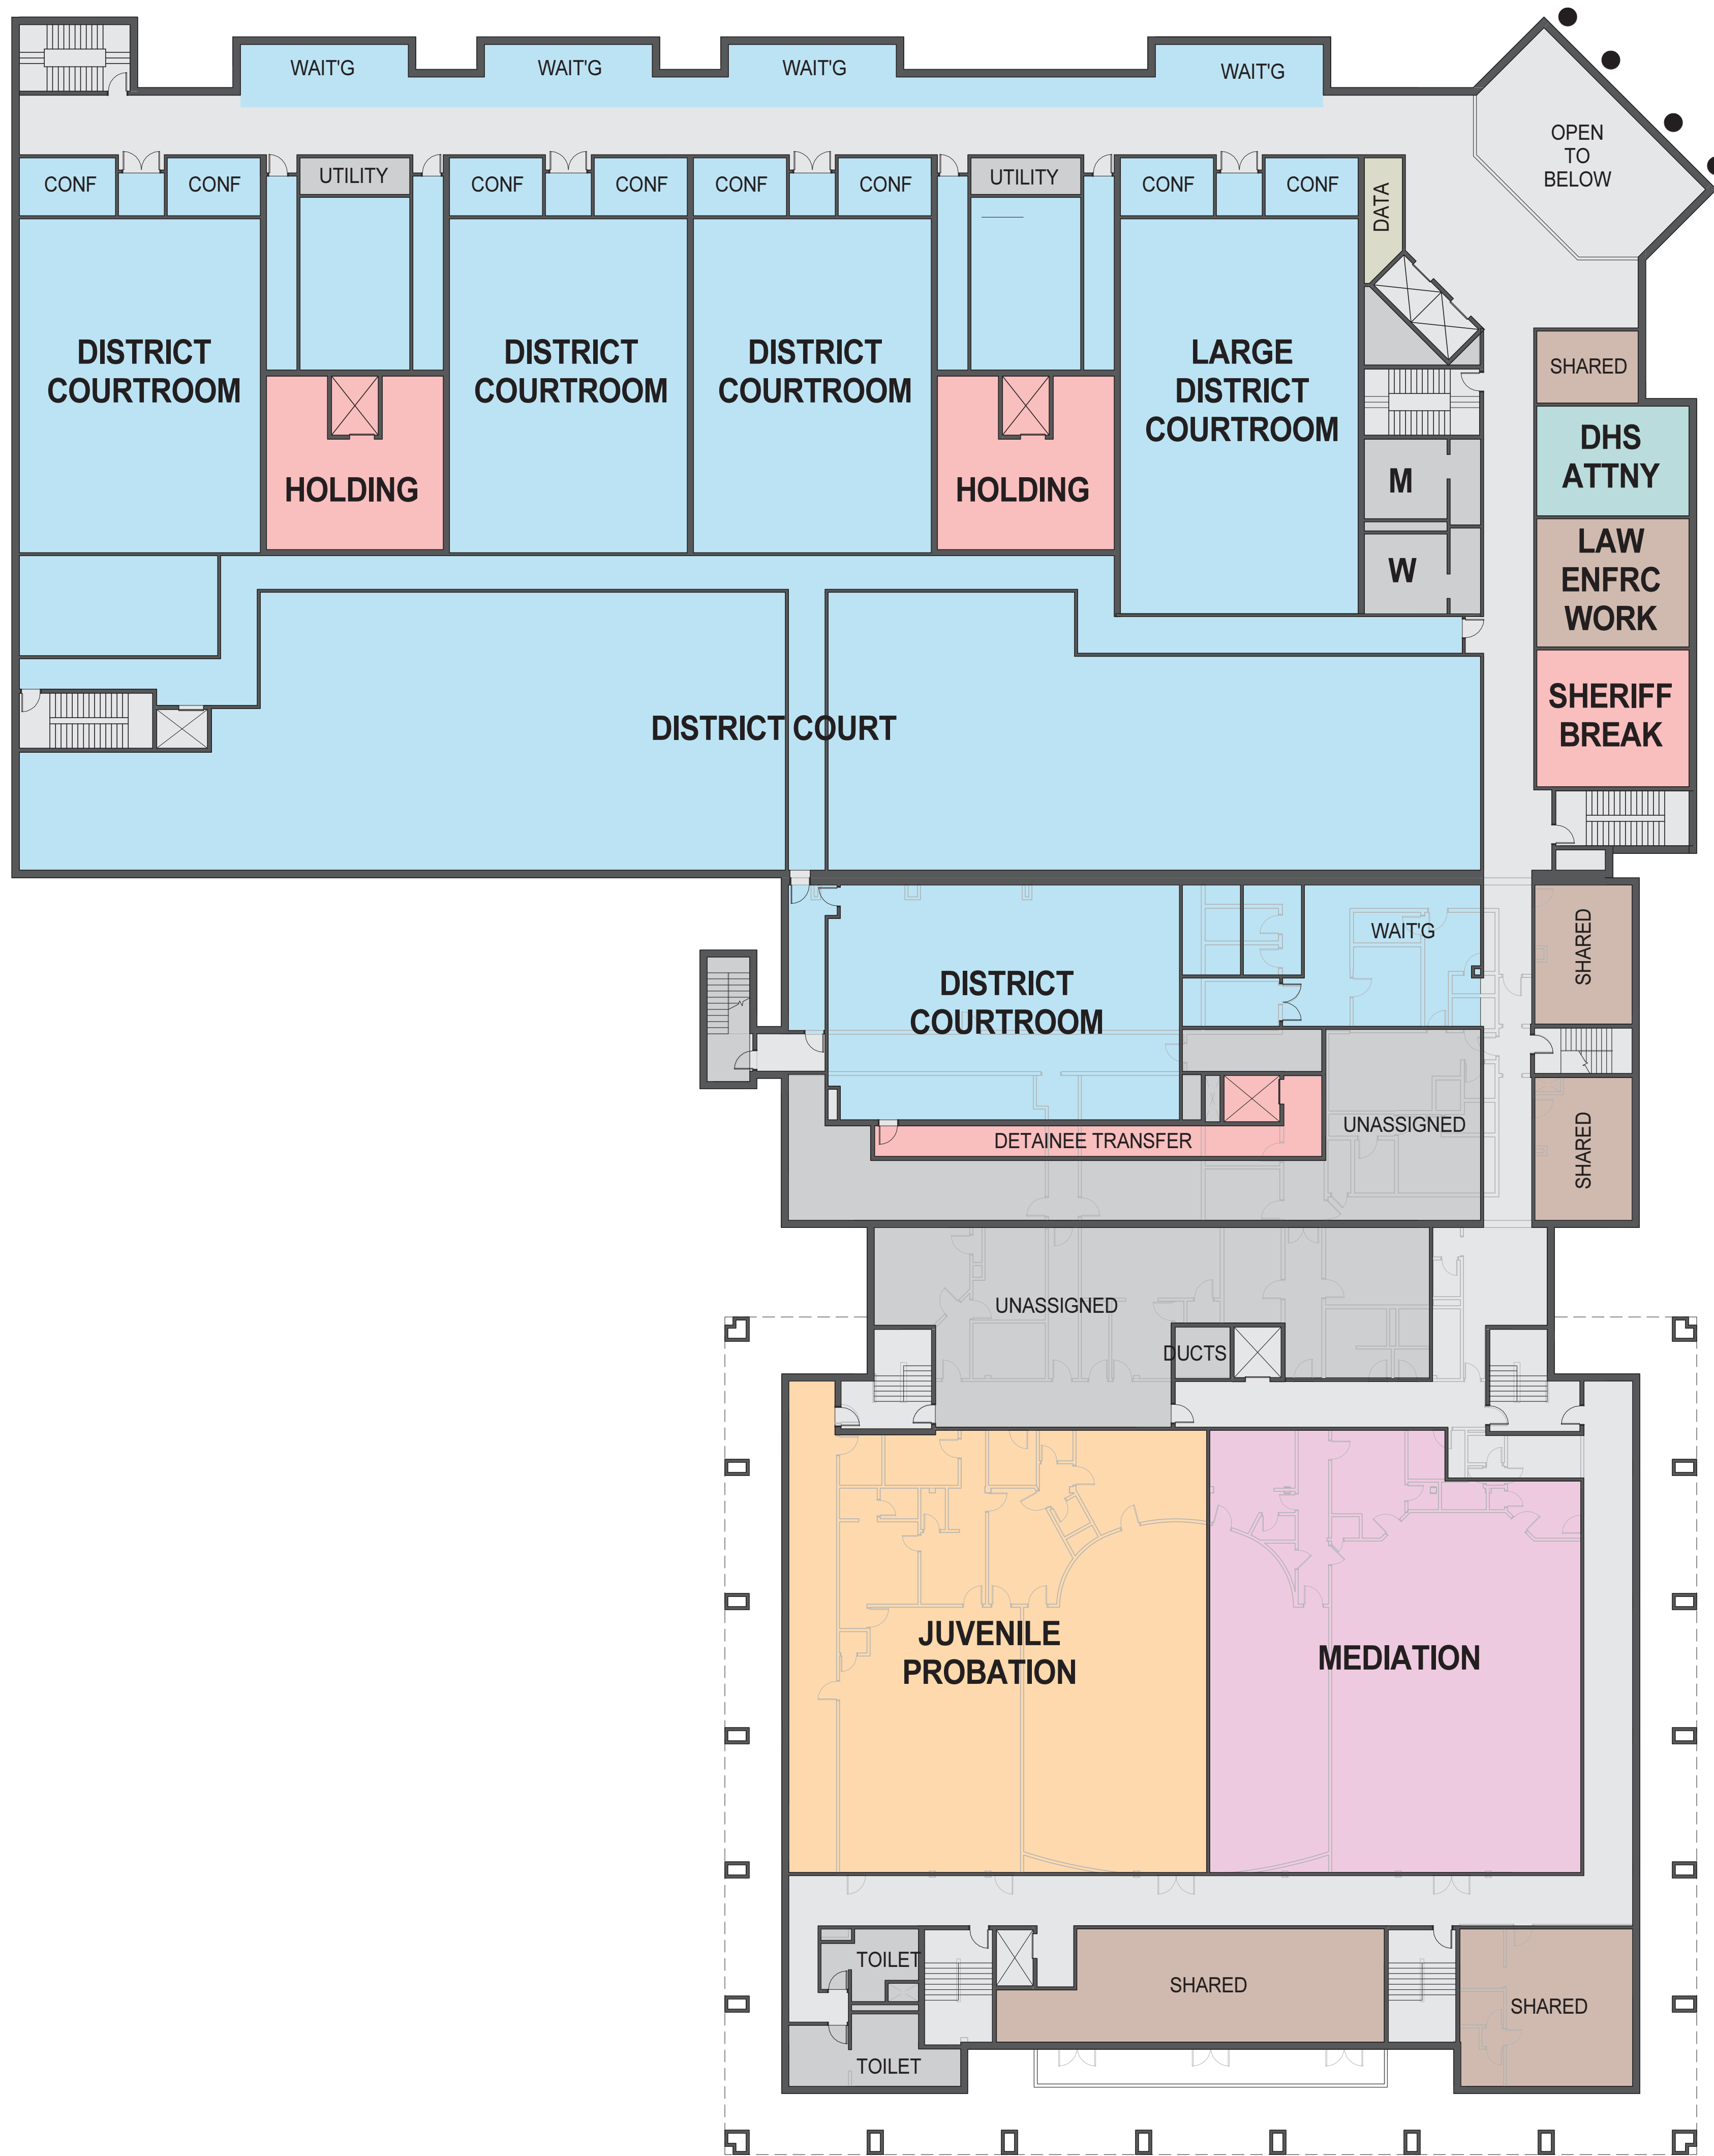 WAIT'G
WAIT'G
WAIT'G
WAIT'G
OPEN
TO
BELOW
CONF
CONF
UTILITY
CONF
CONF
CONF
CONF
UTILITY
CONF
CONF
DATA
DISTRICT
COURTROOM
DISTRICT
COURTROOM
DISTRICT
COURTROOM
LARGE
DISTRICT
COURTROOM
SHARED
HOLDING
HOLDING
M
W
DHS
ATTNY
LAW
ENFRC
WORK
SHERIFF
BREAK
DISTRICT COURT
WAIT'G
SHARED
DISTRICT
COURTROOM
UNASSIGNED
DETAINEE TRANSFER
SHARED
UNASSIGNED
DUCTS
JUVENILE
PROBATION
MEDIATION
TOILET
SHARED
SHARED
TOILET